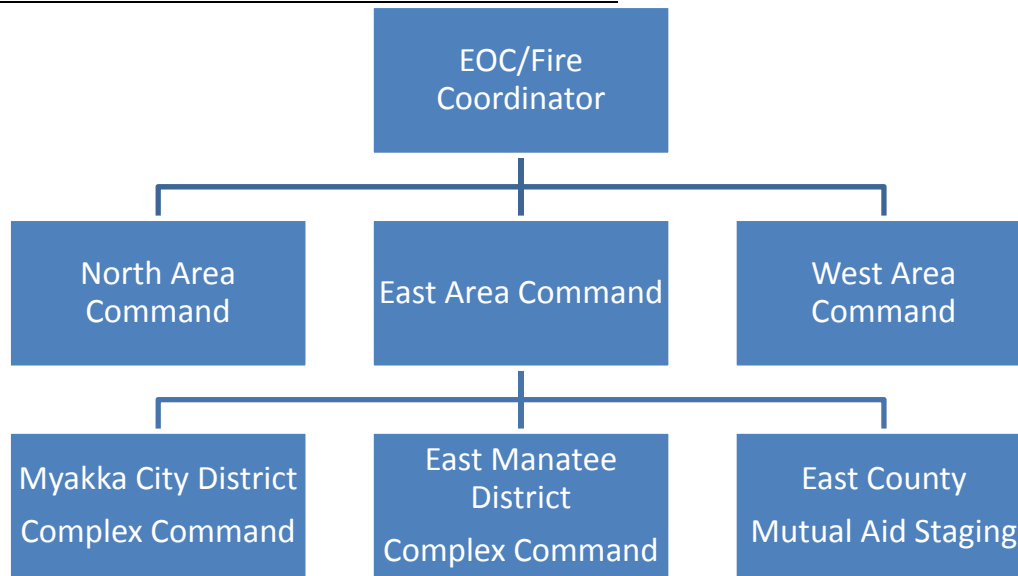 EOC/Fire
Coordinator
North Area
Command
East Area Command
West Area
Command
Myakka City District
Complex Command
East Manatee
District
Complex Command
East County
Mutual Aid Staging